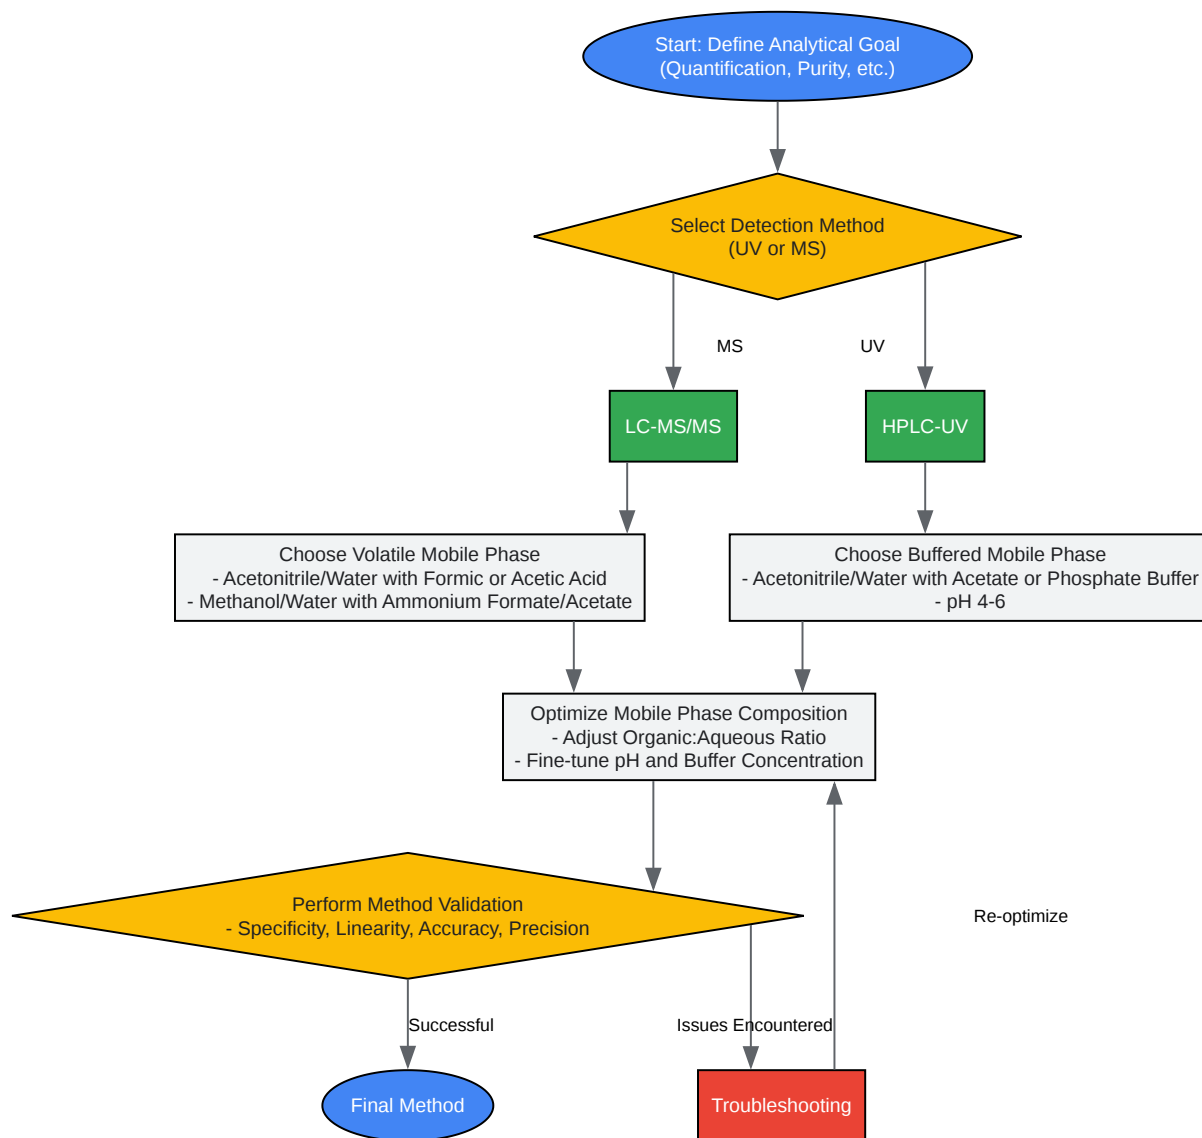 Start: Define Analytical Goal
(Quantification, Purity, etc.)
Select Detection Method
(UV or MS)
MS
UV
LC-MS/MS
HPLC-UV
Choose Volatile Mobile Phase
- Acetonitrile/Water with Formic or Acetic Acid
- Methanol/Water with Ammonium Formate/Acetate
Choose Buffered Mobile Phase
- Acetonitrile/Water with Acetate or Phosphate Buffer
- pH 4-6
Optimize Mobile Phase Composition
- Adjust Organic:Aqueous Ratio
- Fine-tune pH and Buffer Concentration
Perform Method Validation
- Specificity, Linearity, Accuracy, Precision
Re-optimize
Successful
Issues Encountered
Final Method
Troubleshooting